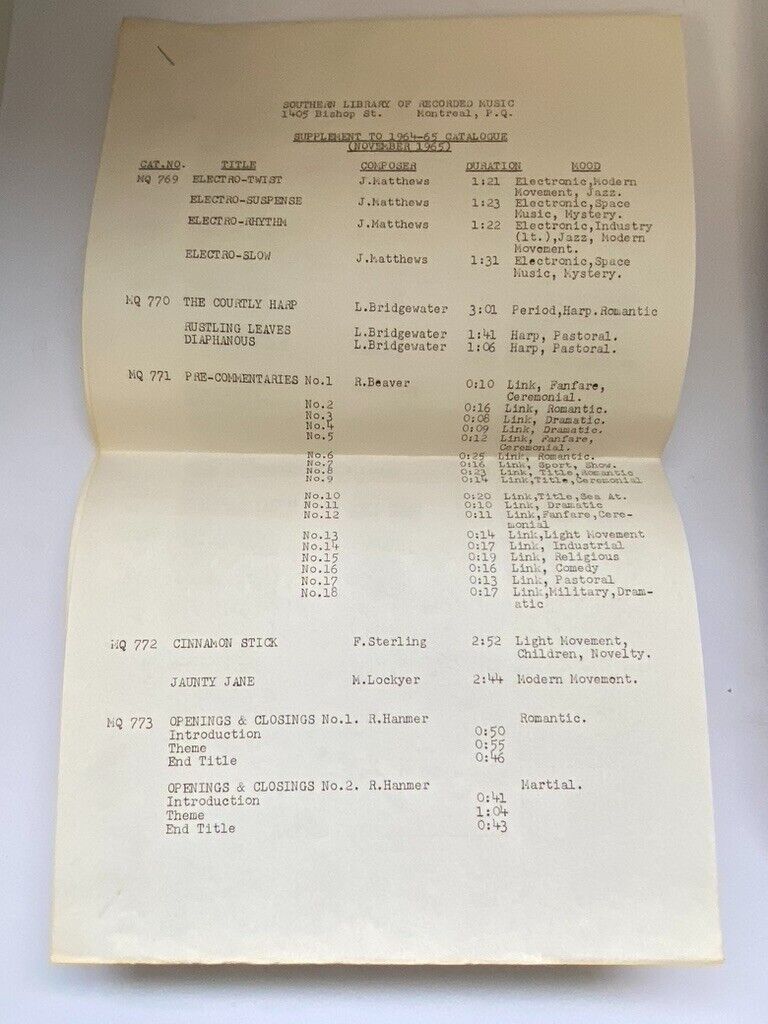 SOUTHERN LIBRARY OF RECORDED MUSIC
1405 Bishop St. Montreal, P.Q.
SUPPLEMENT TO 1964-65 CATALOGUE
(NOVEMBER 1965)
CAT.NO. TITLE COMPOSER DURATION MOOD
MQ 769 ELECTRO-TWIST J.Matthews 1:21 Electronic,Modern
Movement, Jazz.
ELECTRO-SUSPENSE J.Matthews 1:23 Electronic,Space
Music, Mystery.
ELECTRO-RHYTHM J.Matthews 1:22 Electronic,Industry
(lt.),Jazz, Modern
Movement.
ELECTRO-SLOW J.Matthews 1:31 Electronic,Space
Music, Mystery.
MQ 770 THE COURTLY HARP L.Bridgewater 3:01 Period,Harp.Romantic
RUSTLING LEAVES L.Bridgewater 1:41 Harp, Pastoral.
DIAPHANOUS L.Bridgewater 1:06 Harp, Pastoral.
MQ 771 PRE-COMMENTARIES No.1 R.Beaver 0:10 Link, Fanfare,
Ceremonial.
No.2 0:16 Link, Romantic.
No.3 0:08 Link, Dramatic.
No.4 0:09 Link, Dramatic.
No.5 0:12 Link, Fanfare,
Ceremonial.
No.6 0:25 Link, Romantic.
No.7 0:16 Link, Sport, Show.
No.8 0:23 Link, Title,Romantic
No.9 0:14 Link,Title,Ceremonial
No.10 0:20 Link,Title,Sea At.
No.11 0:10 Link, Dramatic
No.12 0:11 Link,Fanfare,Cere-
monial
No.13 0:14 Link,Light Movement
No.14 0:17 Link, Industrial
No.15 0:19 Link, Religious
No.16 0:16 Link, Comedy
No.17 0:13 Link, Pastoral
No.18 0:17 Link,Military,Dram-
atic
MQ 772 CINNAMON STICK F.Sterling 2:52 Light Movement,
Children, Novelty.
JAUNTY JANE M.Lockyer 2:44 Modern Movement.
MQ 773 OPENINGS & CLOSINGS No.1. R.Hanmer Romantic.
Introduction 0:50
Theme 0:55
End Title 0:46
OPENINGS & CLOSINGS No.2. R.Hanmer Martial.
Introduction 0:41
Theme 1:04
End Title 0:43